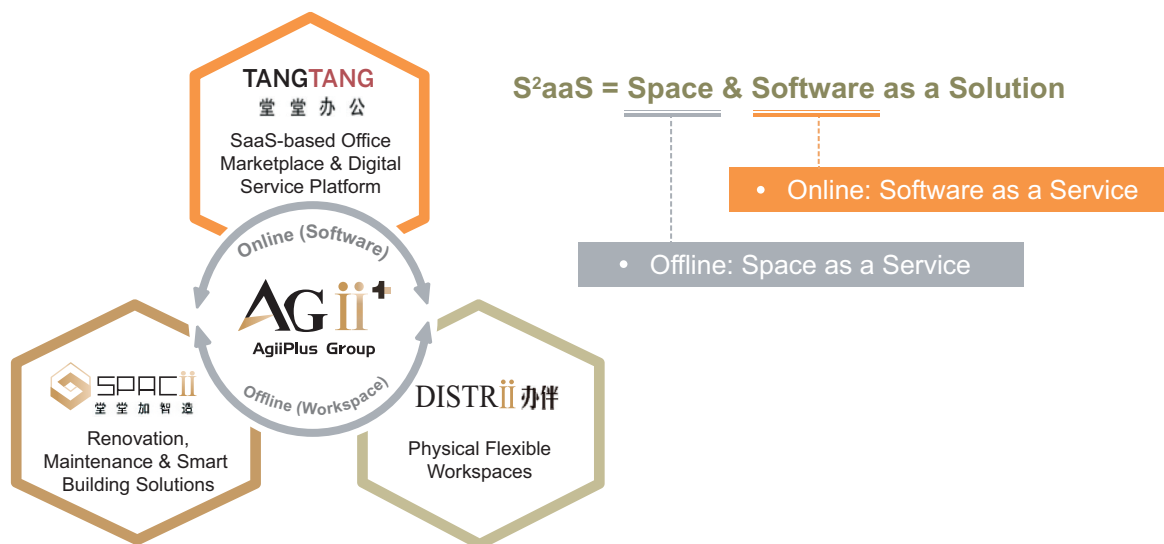 TANGTANG
堂堂办公
SaaS-based Office
Marketplace & Digital
Service Platform
S²aaS = Space & Software as a Solution
• Online: Software as a Service
• Offline: Space as a Service
Online (Software)
AGii+
AgiiPlus Group
Offline (Workspace)
SPACii
堂堂加智造
Renovation,
Maintenance & Smart
Building Solutions
DISTRii 办伴
Physical Flexible
Workspaces